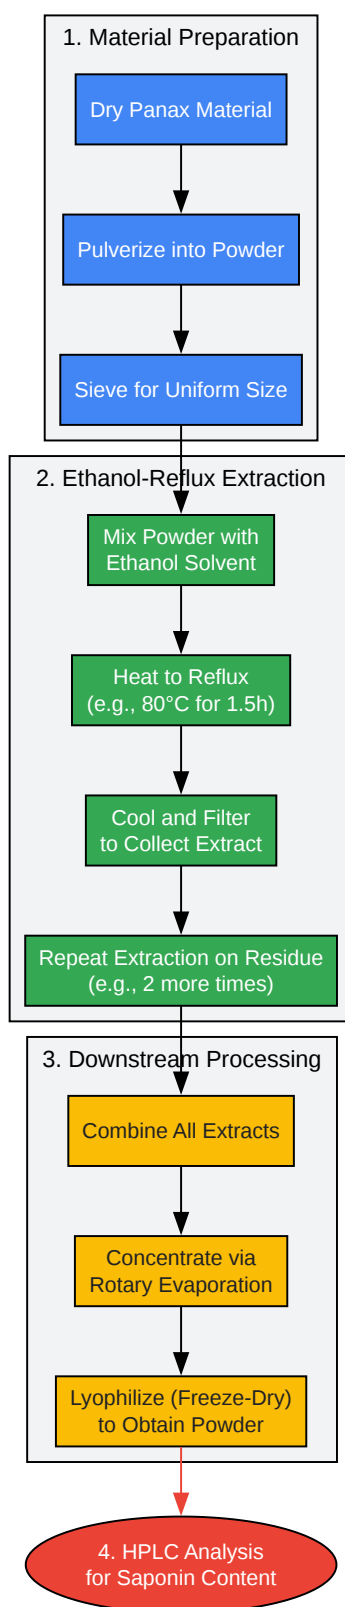 1. Material Preparation
Dry Panax Material
Pulverize into Powder
Sieve for Uniform Size
2. Ethanol-Reflux Extraction
Mix Powder with
Ethanol Solvent
Heat to Reflux
(e.g., 80°C for 1.5h)
Cool and Filter
to Collect Extract
Repeat Extraction on Residue
(e.g., 2 more times)
3. Downstream Processing
Combine All Extracts
Concentrate via
Rotary Evaporation
Lyophilize (Freeze-Dry)
to Obtain Powder
4. HPLC Analysis
for Saponin Content